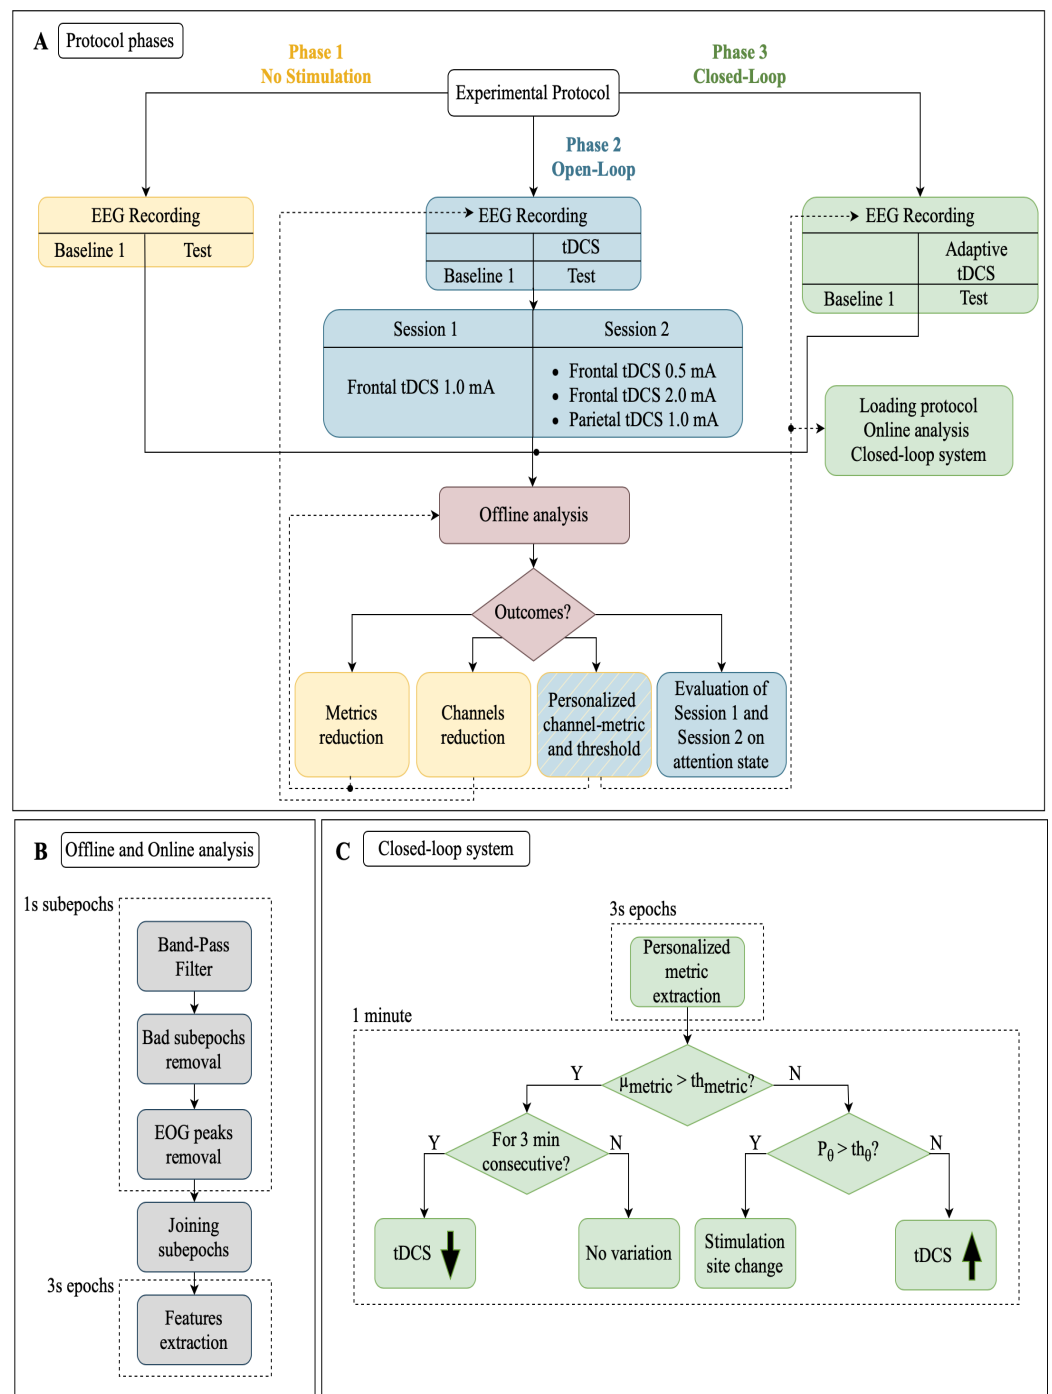 A
Protocol phases
Phase 1
No Stimulation
Phase 3
Closed-Loop
Experimental Protocol
Phase 2
Open-Loop
EEG Recording
Baseline 1
Test
EEG Recording
tDCS
Baseline 1
Test
EEG Recording
Adaptive
tDCS
Baseline 1
Test
Session 1
Session 2
Frontal tDCS 1.0 mA
• Frontal tDCS 0.5 mA
• Frontal tDCS 2.0 mA
• Parietal tDCS 1.0 mA
Loading protocol
Online analysis
Closed-loop system
Offline analysis
Outcomes?
Metrics
reduction
Channels
reduction
Personalized
channel-metric
and threshold
Evaluation of
Session 1 and
Session 2 on
attention state
B
Offline and Online analysis
1s subepochs
Band-Pass
Filter
Bad subepochs
removal
EOG peaks
removal
Joining
subepochs
3s epochs
Features
extraction
C
Closed-loop system
3s epochs
Personalized
metric
extraction
1 minute
μmetric > thmetric?
Y
N
For 3 min
consecutive?
Y
N
Pθ > thθ?
Y
N
tDCS
No variation
Stimulation
site change
tDCS